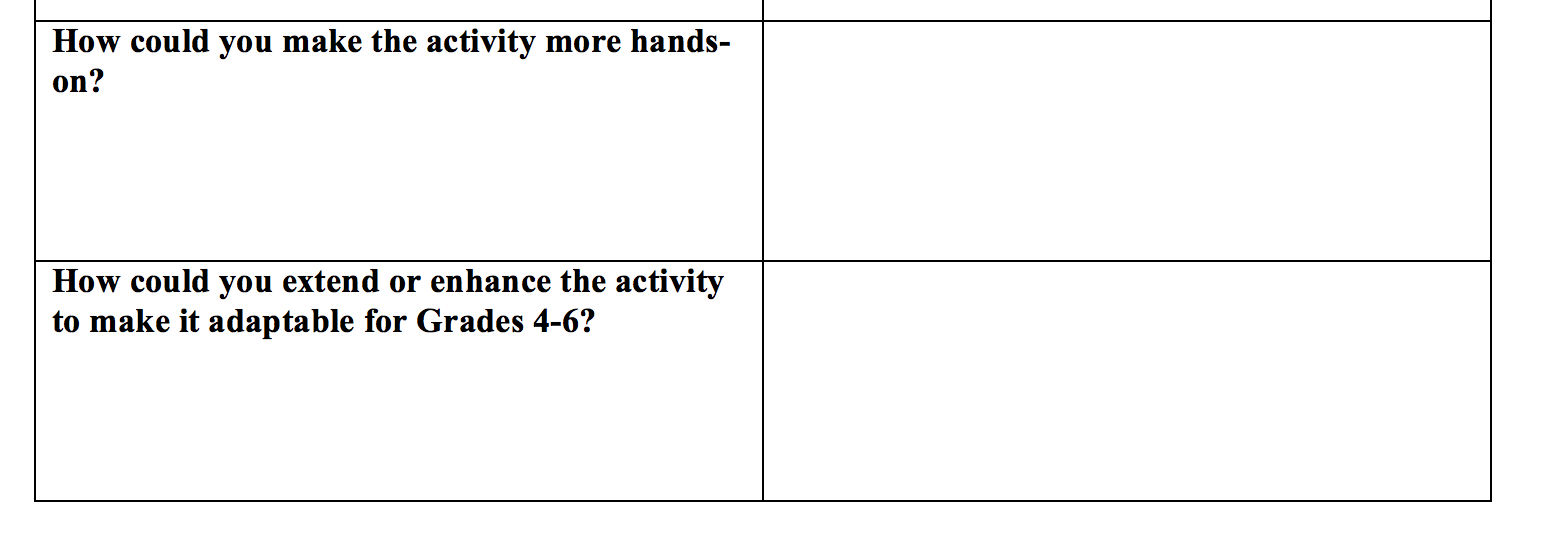 How could you make the activity more hands-
on?
How could you extend or enhance the activity
to make it adaptable for Grades 4-6?